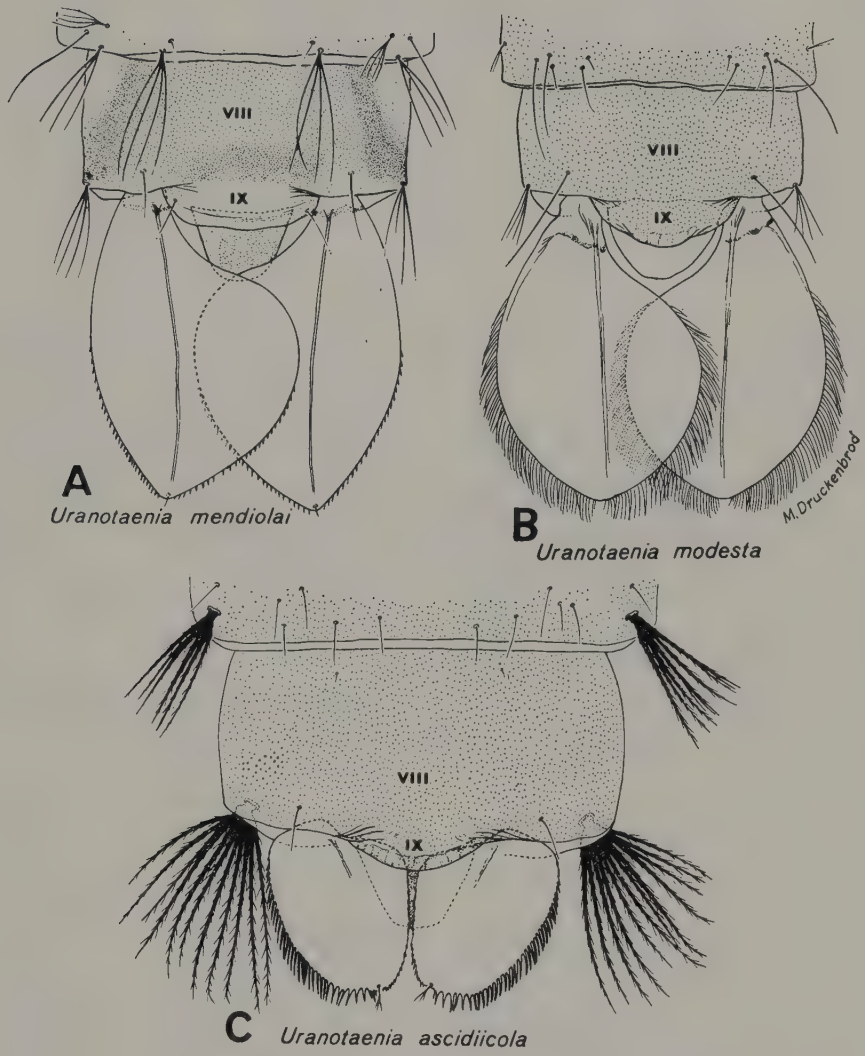 VIII
IX
A
Uranotaenia mendiolai
VIII
IX
M. Druckenbrod
B
Uranotaenia modesta
VIII
IX
C
Uranotaenia ascidiicola